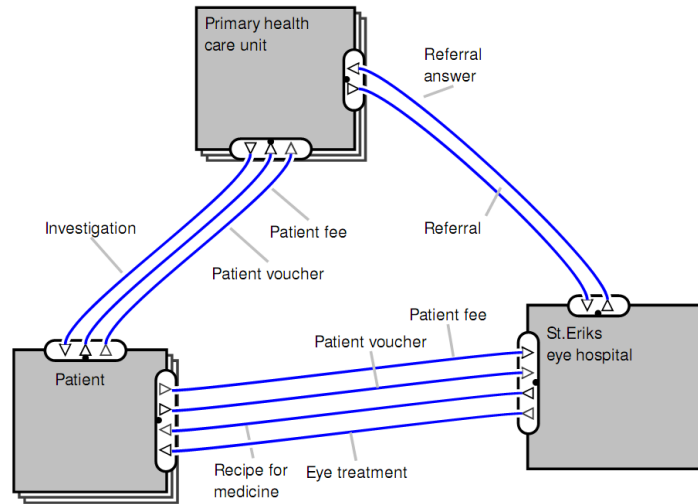 Primary health
care unit
Referral
answer
Investigation
Patient fee
Referral
Patient voucher
Patient fee
St.Eriks
eye hospital
Patient voucher
Patient
Recipe for
medicine
Eye treatment